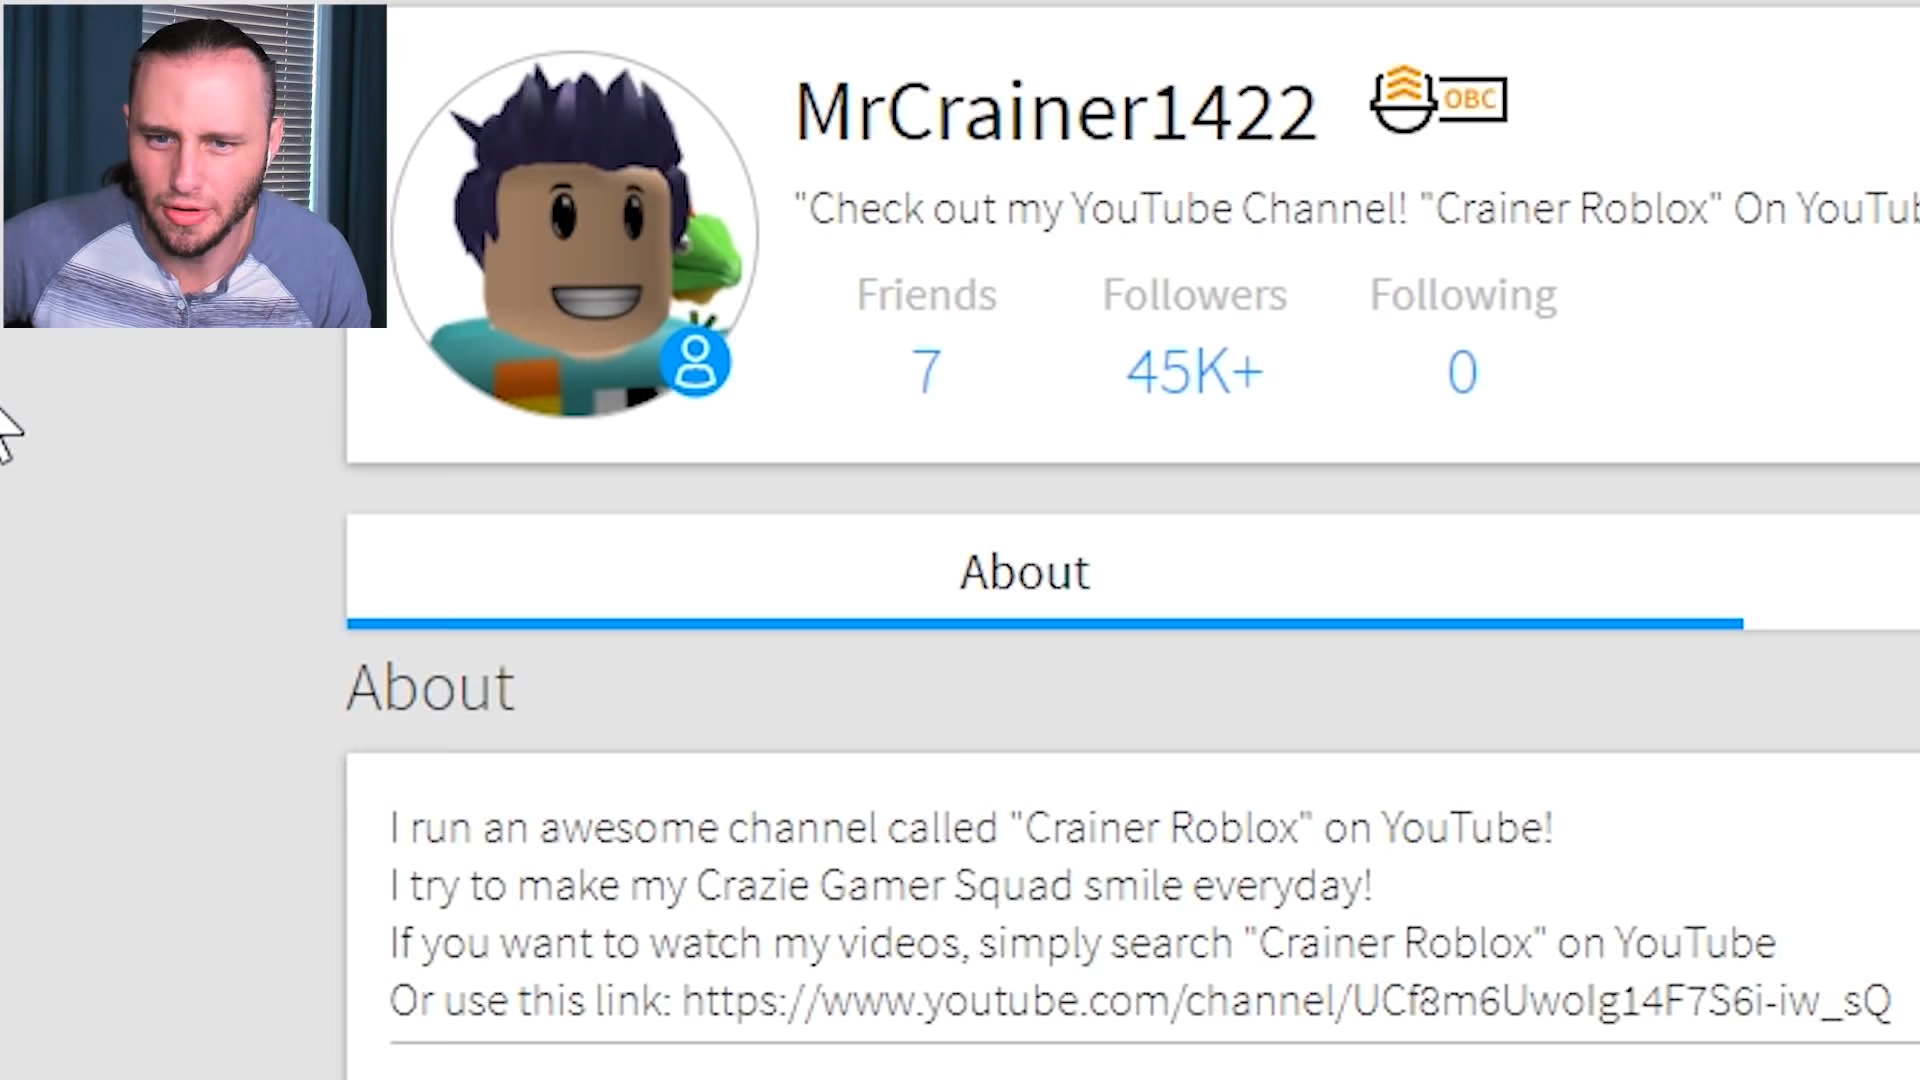 MrCrainer1422
OBC
"Check out my YouTube Channel! "Crainer Roblox" On
Friends Followers Following
7 45K+ 0
About
About
I run an awesome channel called "Crainer Roblox" on YouTube!
I try to make my Crazie Gamer Squad smile everyday!
If you want to watch my videos, simply search "Crainer Roblox" on YouTube
Or use this link: https://www.youtube.com/channel/UCf8m6UwoIg14F7S6i-iw_sQ